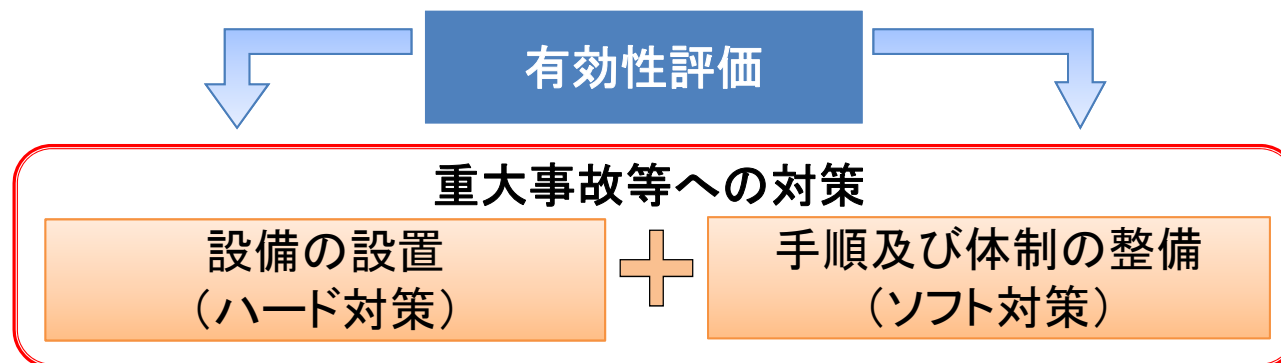 有効性評価
重大事故等への対策
設備の設置
（ハード対策）
手順及び体制の整備
（ソフト対策）